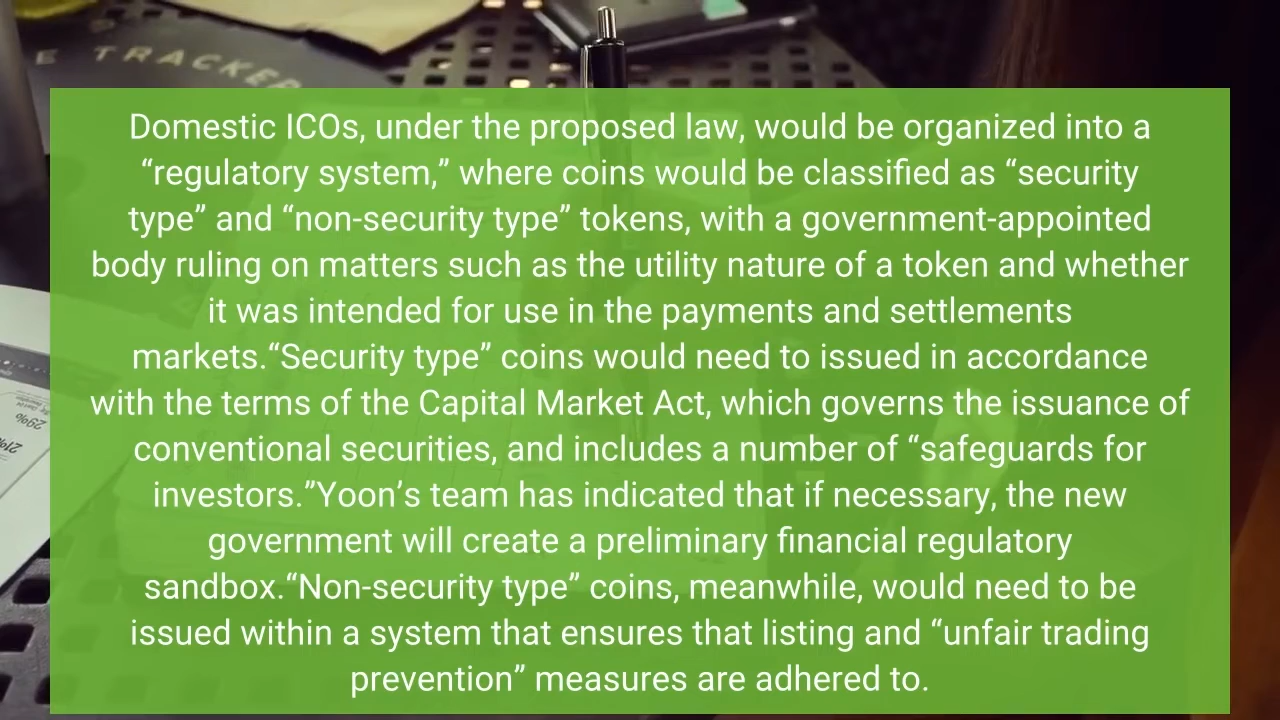 E TRACKER
Domestic ICOs, under the proposed law, would be organized into a
“regulatory system,” where coins would be classified as “security
type” and “non-security type” tokens, with a government-appointed
body ruling on matters such as the utility nature of a token and whether
it was intended for use in the payments and settlements
markets.“Security type” coins would need to issued in accordance
with the terms of the Capital Market Act, which governs the issuance of
conventional securities, and includes a number of “safeguards for
investors.”Yoon’s team has indicated that if necessary, the new
government will create a preliminary financial regulatory
sandbox.“Non-security type” coins, meanwhile, would need to be
issued within a system that ensures that listing and “unfair trading
prevention” measures are adhered to.
29%
21%